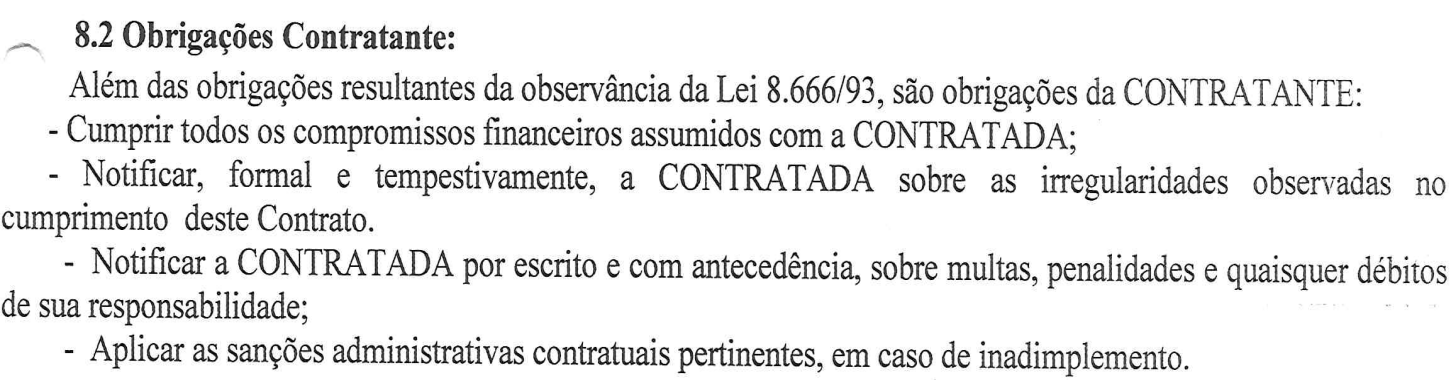 8.2 Obrigações Contratante:
Além das obrigações resultantes da observância da Lei 8.666/93, são obrigações da CONTRATANTE:
- Cumprir todos os compromissos financeiros assumidos com a CONTRATADA;
- Notificar, formal e tempestivamente, a CONTRATADA sobre as irregularidades observadas no
cumprimento deste Contrato.
- Notificar a CONTRATADA por escrito e com antecedência, sobre multas, penalidades e quaisquer débitos
de sua responsabilidade;
- Aplicar as sanções administrativas contratuais pertinentes, em caso de inadimplemento.